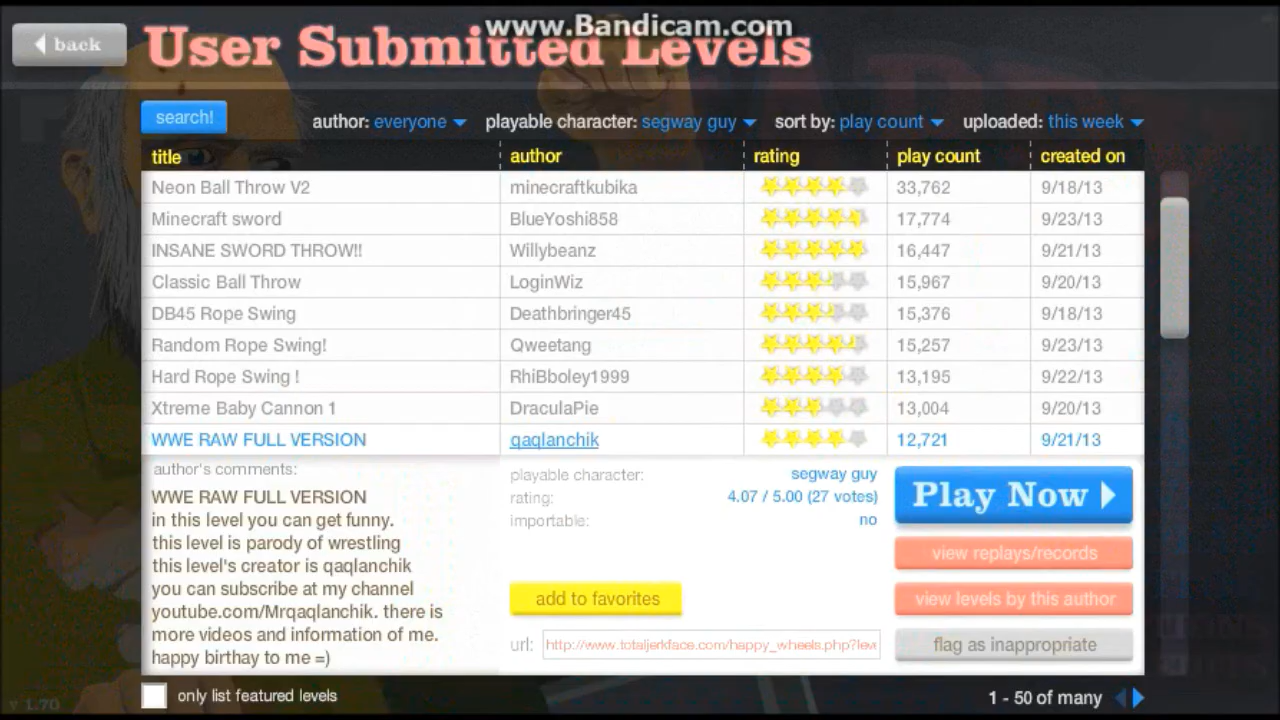 www.Bandicam.com
back
User Submitted Levels
search!
author: everyone playable character: segway guy sort by: play count uploaded: this week
title author rating play count created on
Neon Ball Throw V2 minecraftkubika 33,762 9/18/13
Minecraft sword BlueYoshi858 17,774 9/23/13
INSANE SWORD THROW!! Willybeanz 16,447 9/21/13
Classic Ball Throw LoginWiz 15,967 9/20/13
DB45 Rope Swing Deathbringer45 15,376 9/18/13
Random Rope Swing! Qweetang 15,257 9/23/13
Hard Rope Swing ! RhiBboley1999 13,195 9/22/13
Xtreme Baby Cannon 1 DraculaPie 13,004 9/20/13
WWE RAW FULL VERSION qaqlanchik 12,721 9/21/13
author's comments:
WWE RAW FULL VERSION
in this level you can get funny.
this level is parody of wrestling
this level's creator is qaqlanchik
you can subscribe at my channel
youtube.com/Mrqaqlanchik. there is
more videos and information of me.
happy birthay to me =)
playable character: segway guy
rating: 4.07 / 5.00 (27 votes)
importable: no
add to favorites
url: http://www.totaljerkface.com/happy_wheels.php?leve
Play Now
view replays/records
view levels by this author
flag as inappropriate
only list featured levels
1 - 50 of many
v 1.70